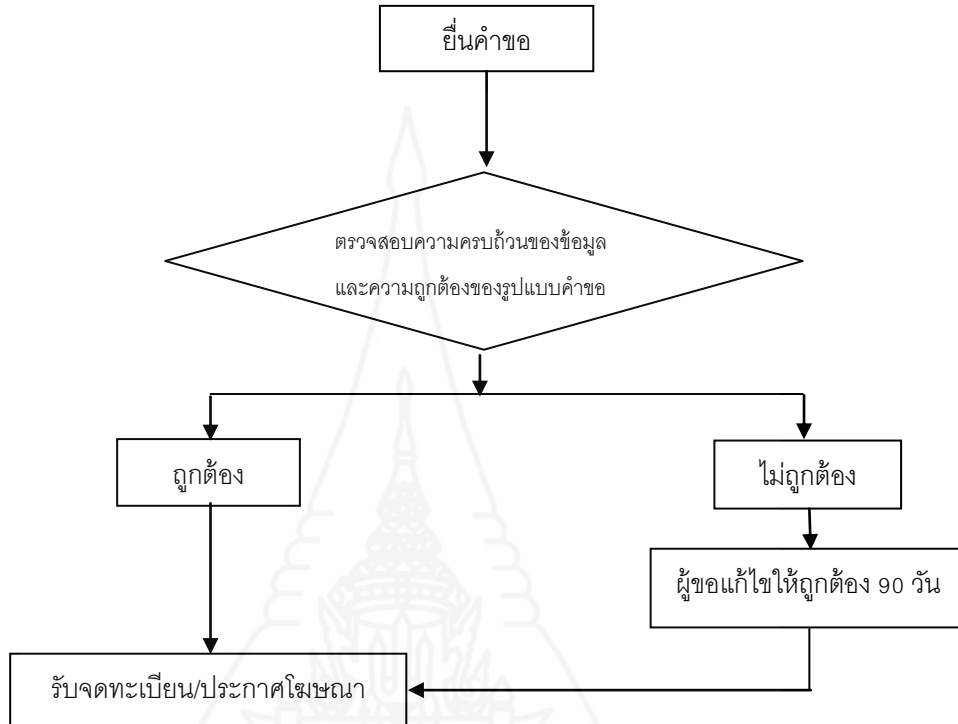 ยื่นคำขอ
ตรวจสอบความครบถ้วนของข้อมูล
และความถูกต้องของรูปแบบคำขอ
ถูกต้อง
ไม่ถูกต้อง
ผู้ขอแก้ไขให้ถูกต้อง 90 วัน
รับจดทะเบียน/ประกาศโฆษณา